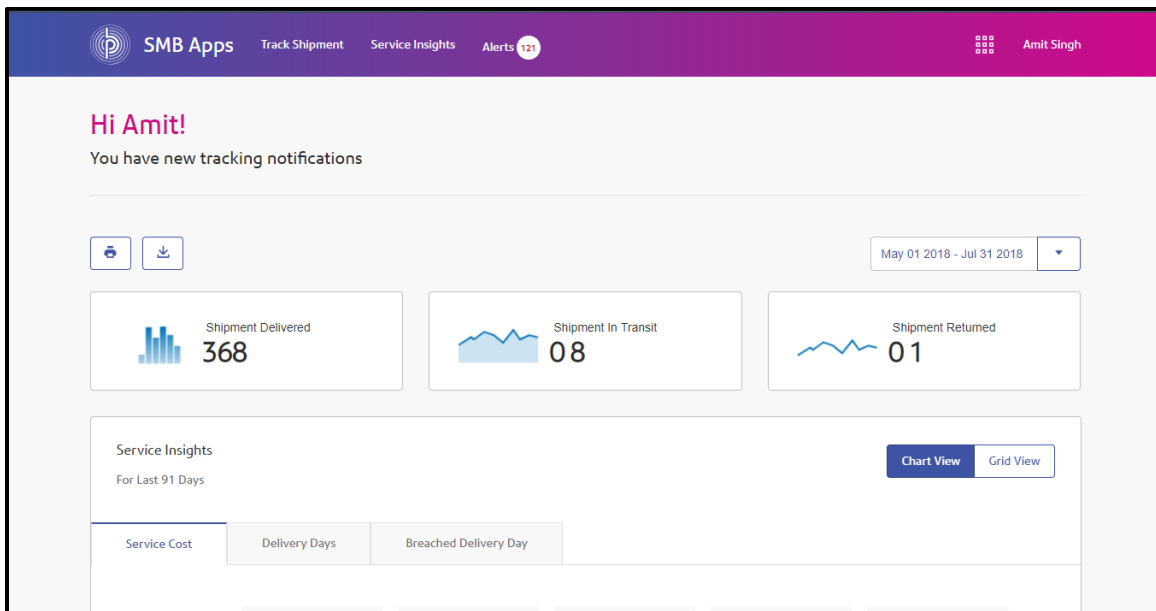 SMB Apps Track Shipment Service Insights Alerts 121 Amit Singh
Hi Amit!
You have new tracking notifications
May 01 2018 - Jul 31 2018
Shipment Delivered
368
Shipment In Transit
08
Shipment Returned
01
Service Insights
For Last 91 Days
Chart View Grid View
Service Cost Delivery Days Breached Delivery Day